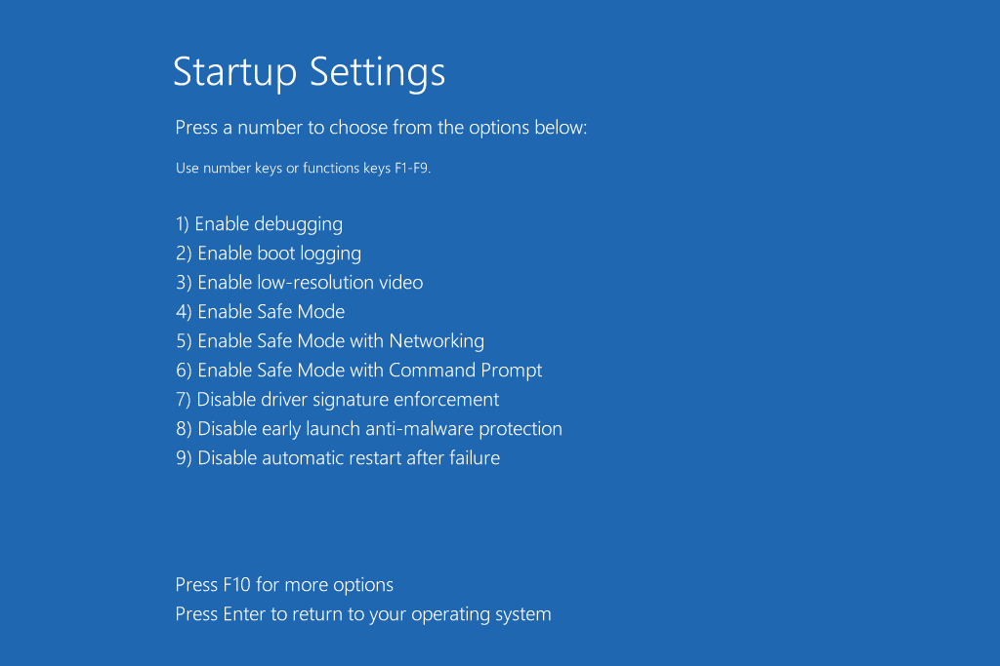 Startup Settings
Press a number to choose from the options below:
Use number keys or functions keys F1-F9.
1) Enable debugging
2) Enable boot logging
3) Enable low-resolution video
4) Enable Safe Mode
5) Enable Safe Mode with Networking
6) Enable Safe Mode with Command Prompt
7) Disable driver signature enforcement
8) Disable early launch anti-malware protection
9) Disable automatic restart after failure
Press F10 for more options
Press Enter to return to your operating system